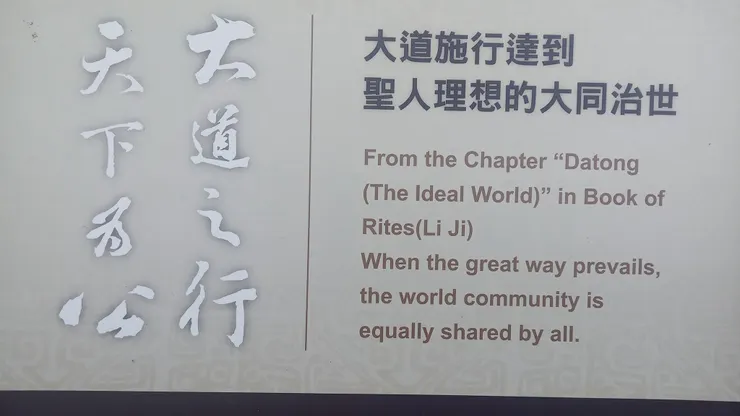 大道之行
天下為公
大道施行達到
聖人理想的大同治世
From the Chapter “Datong
(The Ideal World)” in Book of
Rites(Li Ji)
When the great way prevails,
the world community is
equally shared by all.